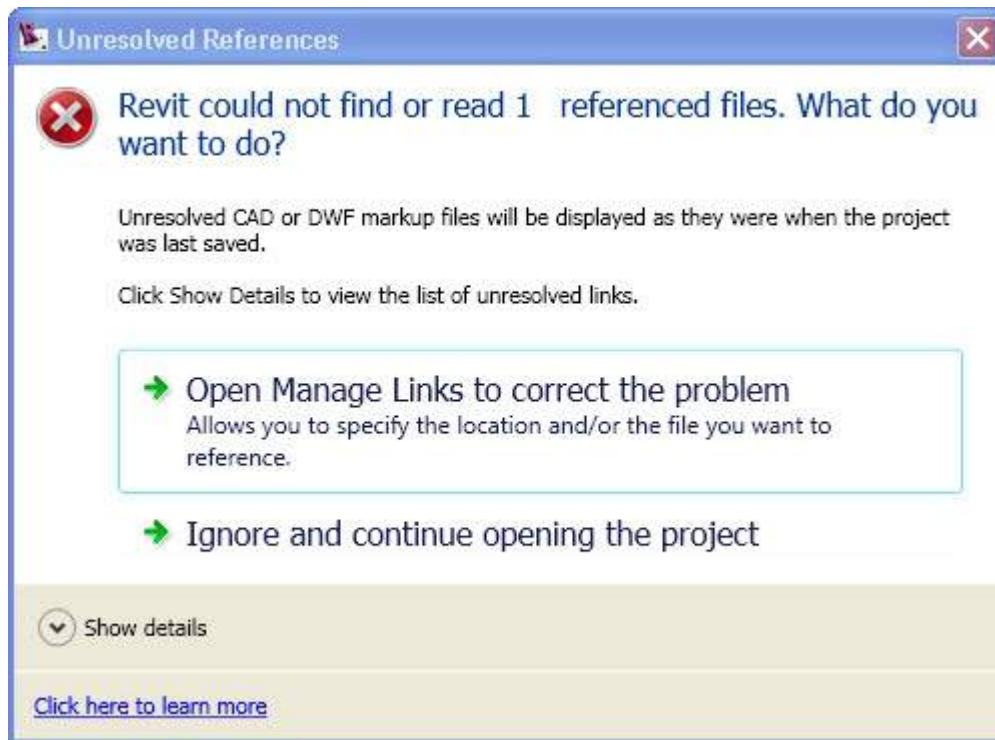 Unresolved References
Revit could not find or read 1 referenced files. What do you
want to do?
Unresolved CAD or DWF markup files will be displayed as they were when the project
was last saved.
Click Show Details to view the list of unresolved links.
Open Manage Links to correct the problem
Allows you to specify the location and/or the file you want to
reference.
Ignore and continue opening the project
Show details
Click here to learn more